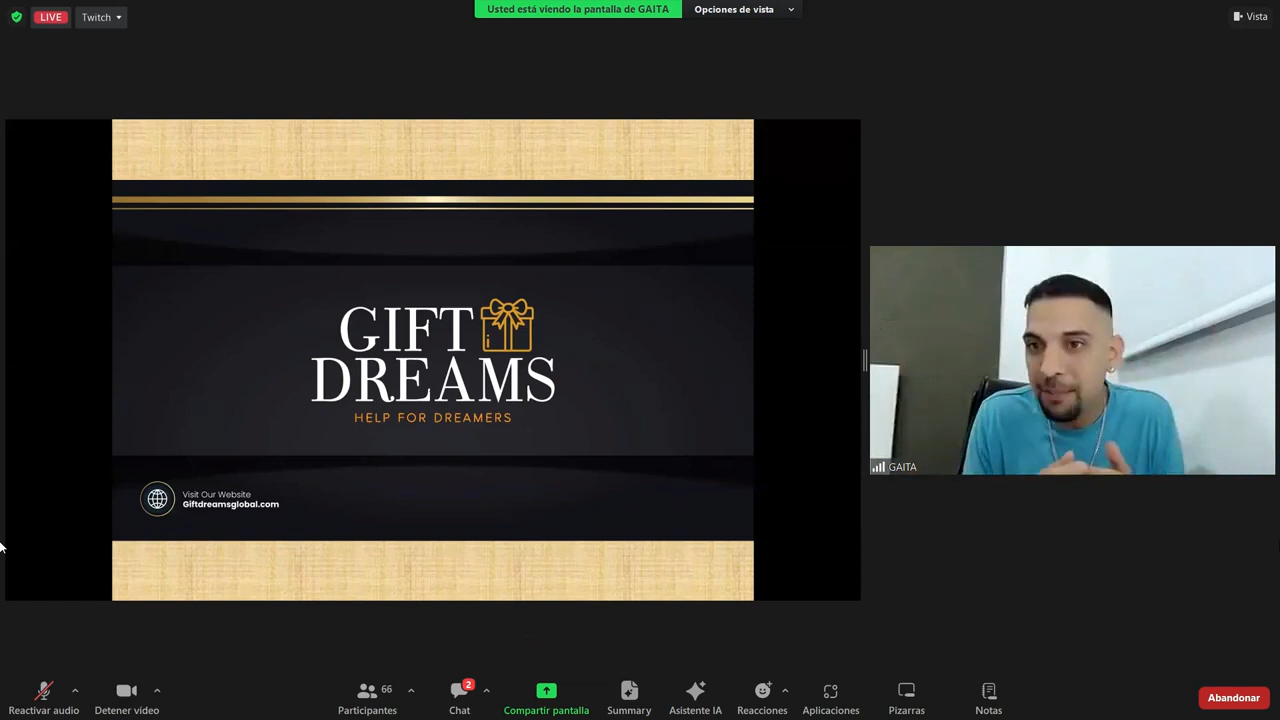 LIVE
Twitch
Usted está viendo la pantalla de GAITA
Opciones de vista
Vista
GIFT
DREAMS
HELP FOR DREAMERS
Visit Our Website
Giftdreamsglobal.com
GAITA
Reactivar audio
Detener video
66
Participantes
2
Chat
Compartir pantalla
Summary
Asistente IA
Reacciones
Aplicaciones
Pizarras
Notas
Abandonar